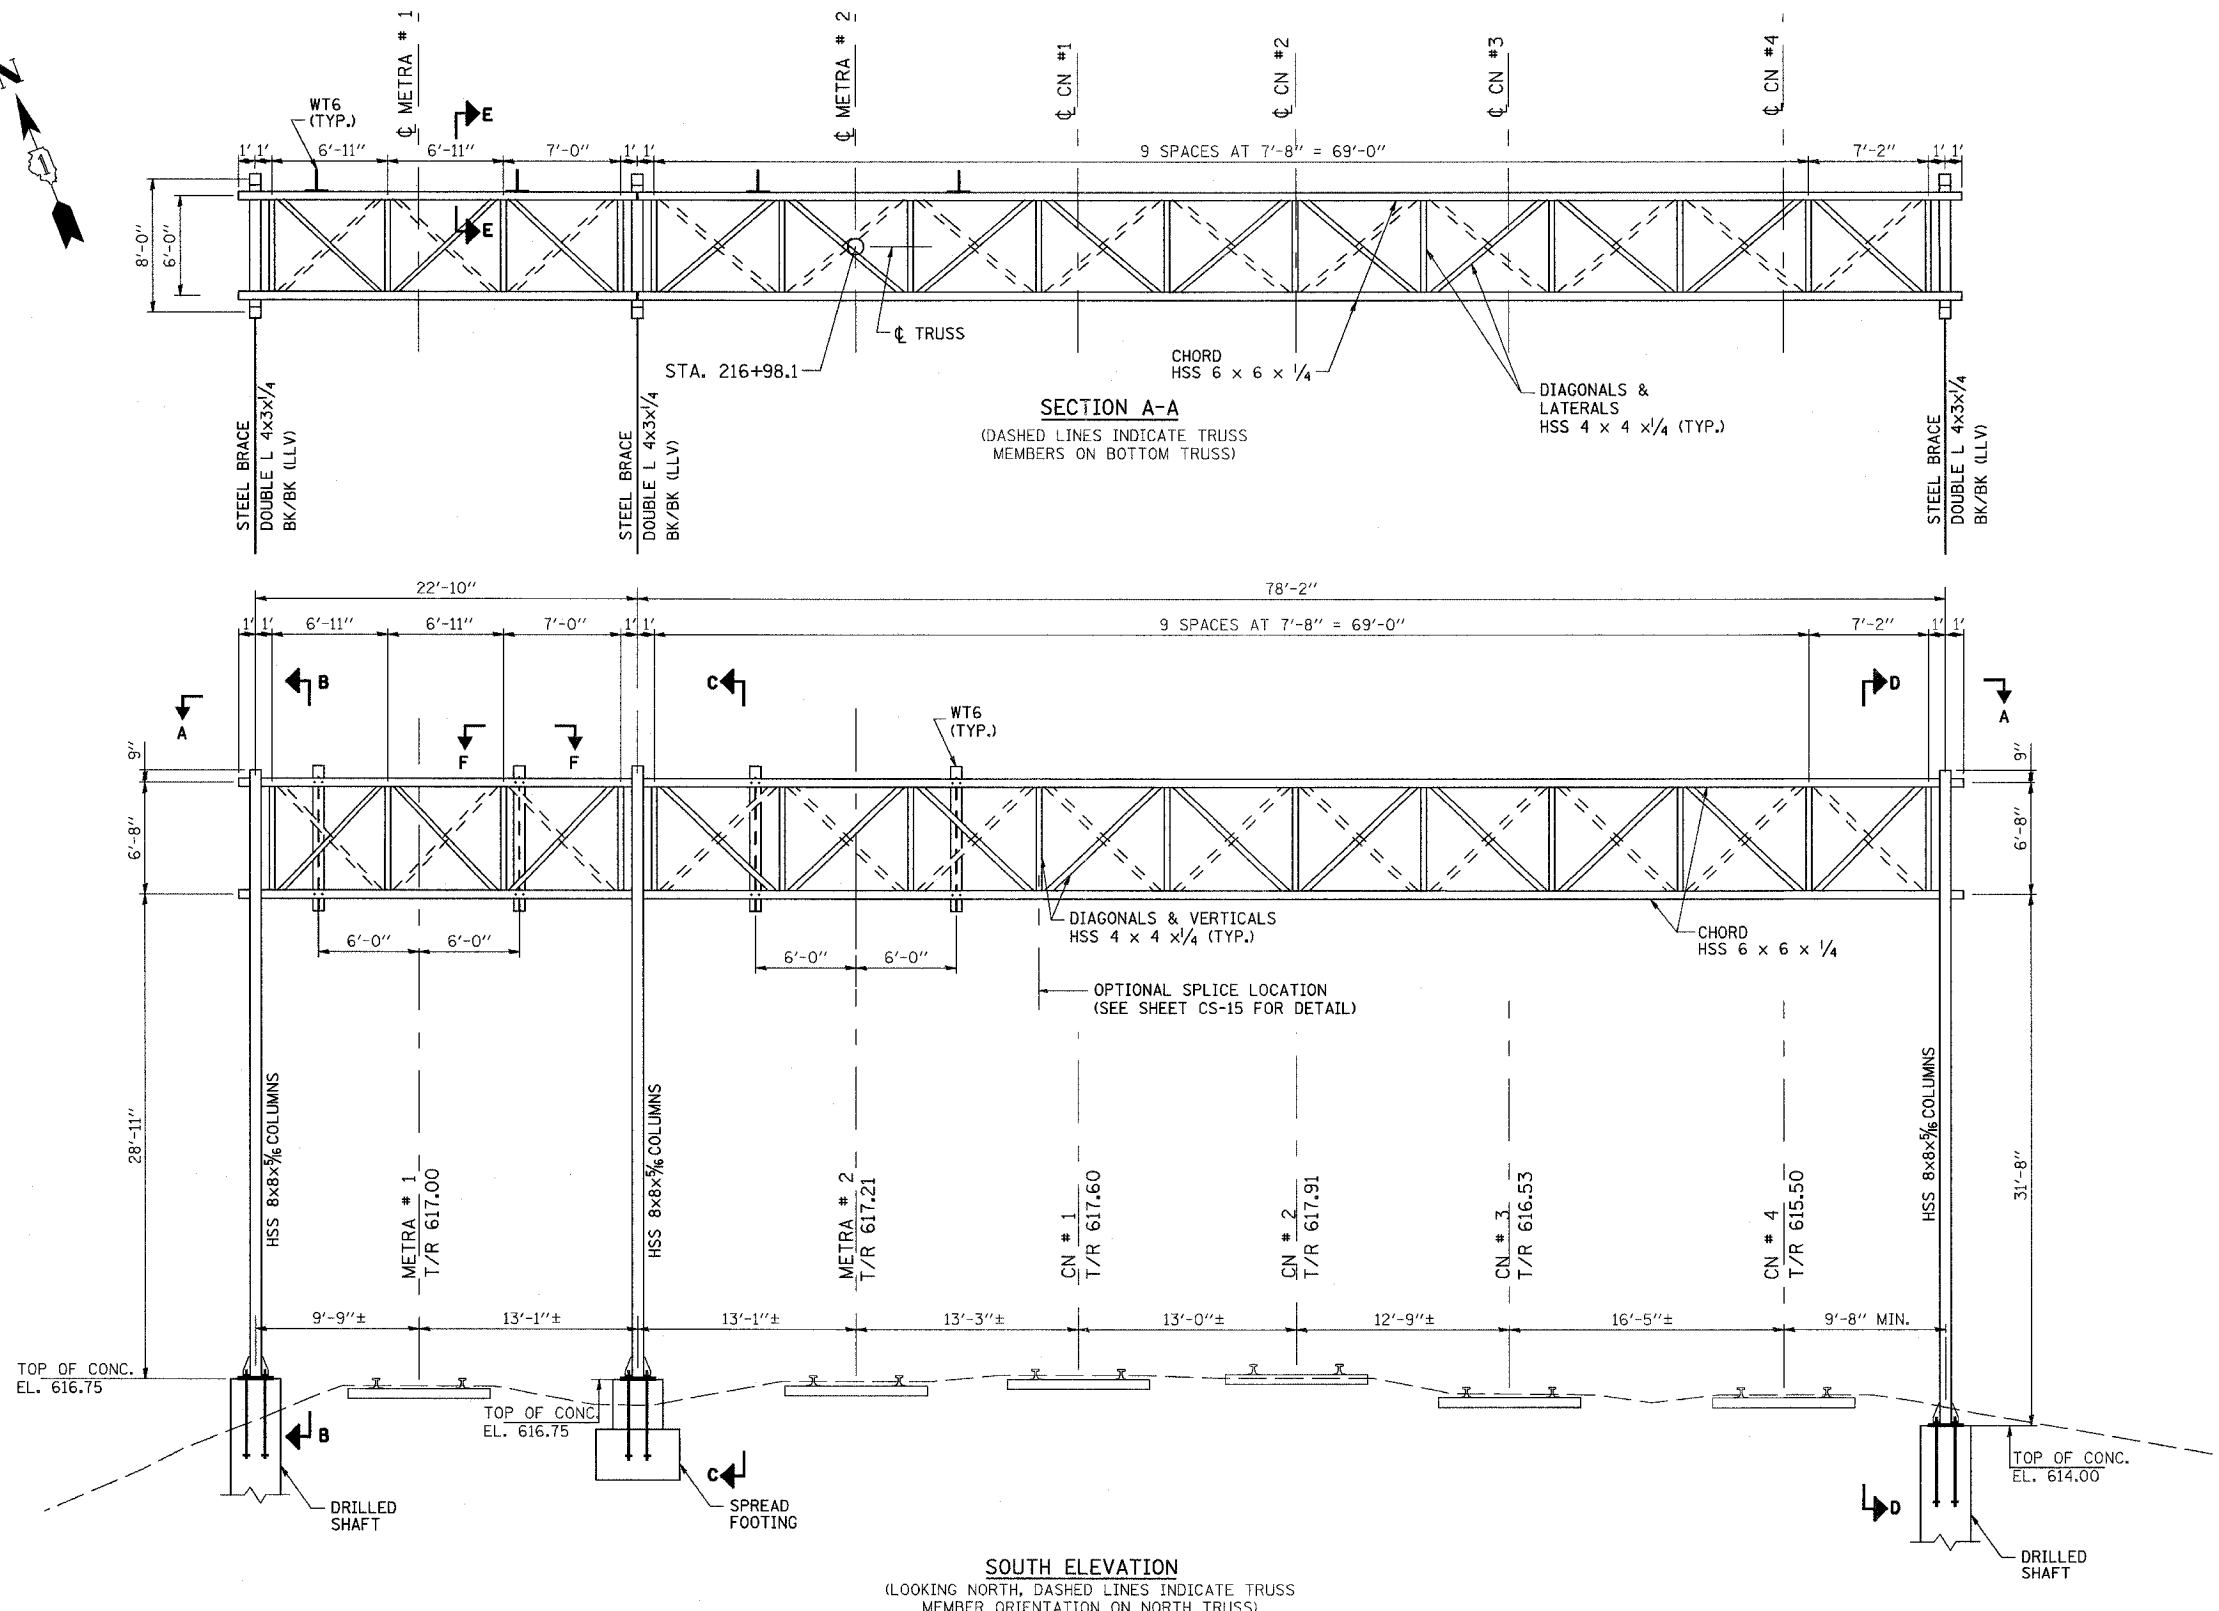 N
℄ METRA # 1
℄ METRA # 2
℄ CN #1
℄ CN #2
℄ CN #3
℄ CN #4
WT6
(TYP.)
E
1' 1' 6'-11" 6'-11" 7'-0" 1' 1' 9 SPACES AT 7'-8" = 69'-0" 7'-2" 1' 1'
8'-0"
6'-0"
E
℄ TRUSS
STA. 216+98.1
CHORD
HSS 6 x 6 x 1/4
DIAGONALS &
LATERALS
HSS 4 x 4 x1/4 (TYP.)
SECTION A-A
(DASHED LINES INDICATE TRUSS
MEMBERS ON BOTTOM TRUSS)
STEEL BRACE
DOUBLE L 4x3x1/4
BK/BK (LLV)
STEEL BRACE
DOUBLE L 4x3x1/4
BK/BK (LLV)
STEEL BRACE
DOUBLE L 4x3x1/4
BK/BK (LLV)
22'-10" 78'-2"
1' 1' 6'-11" 6'-11" 7'-0" 1' 1' 9 SPACES AT 7'-8" = 69'-0" 7'-2" 1' 1'
B C D
A A
WT6
(TYP.)
F F
9" 9"
6'-8" 6'-8"
6'-0" 6'-0" 6'-0" 6'-0"
DIAGONALS & VERTICALS
HSS 4 x 4 x1/4 (TYP.)
CHORD
HSS 6 x 6 x 1/4
OPTIONAL SPLICE LOCATION
(SEE SHEET CS-15 FOR DETAIL)
28'-11"
HSS 8x8x5/16 COLUMNS
METRA # 1
T/R 617.00
HSS 8x8x5/16 COLUMNS
METRA # 2
T/R 617.21
CN # 1
T/R 617.60
CN # 2
T/R 617.91
CN # 3
T/R 616.53
CN # 4
T/R 615.50
HSS 8x8x5/16 COLUMNS
31'-8"
9'-9"± 13'-1"± 13'-1"± 13'-3"± 13'-0"± 12'-9"± 16'-5"± 9'-8" MIN.
TOP OF CONC.
EL. 616.75
TOP OF CONC.
EL. 616.75
B
C
TOP OF CONC.
EL. 614.00
D
DRILLED
SHAFT
SPREAD
FOOTING
DRILLED
SHAFT
SOUTH ELEVATION
(LOOKING NORTH, DASHED LINES INDICATE TRUSS
MEMBER ORIENTATION ON NORTH TRUSS)